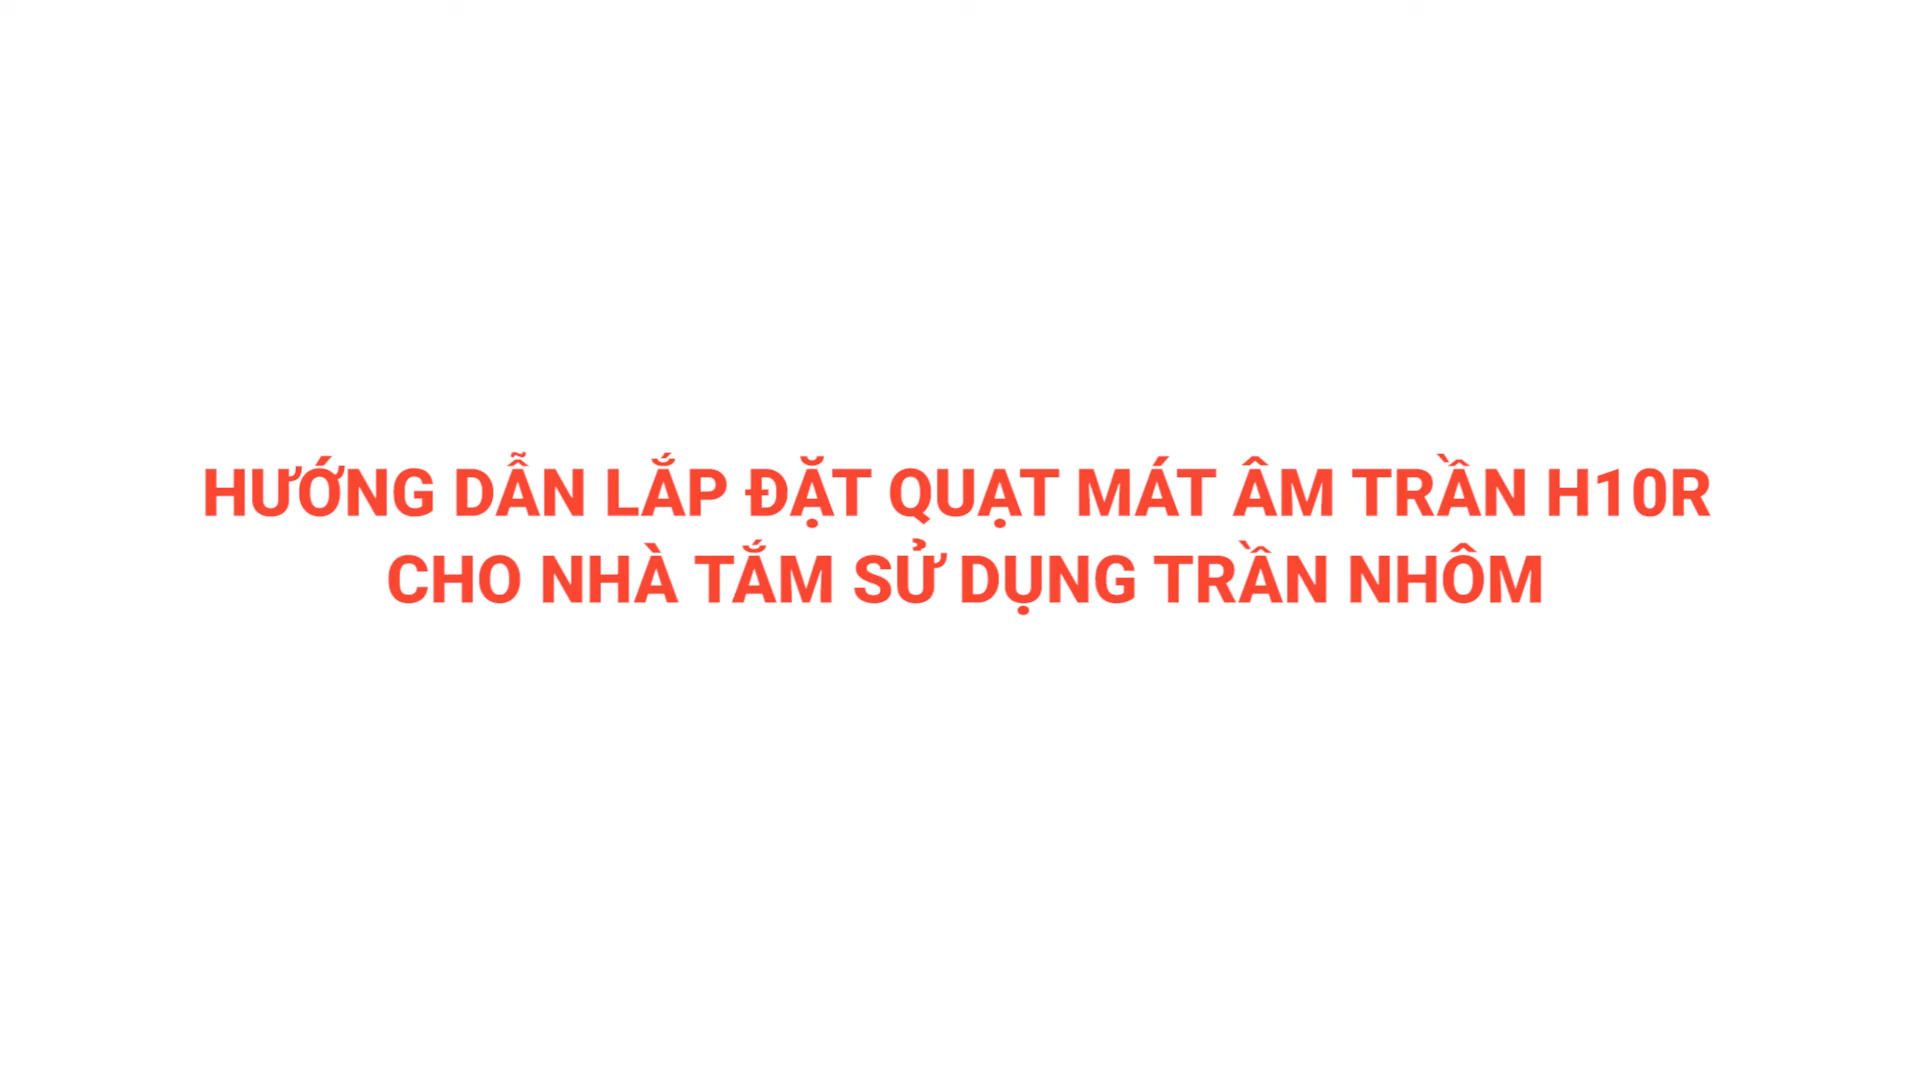 HƯỚNG DẪN LẮP ĐẶT QUẠT MÁT ÂM TRẦN H10R
CHO NHÀ TẮM SỬ DỤNG TRẦN NHÔM